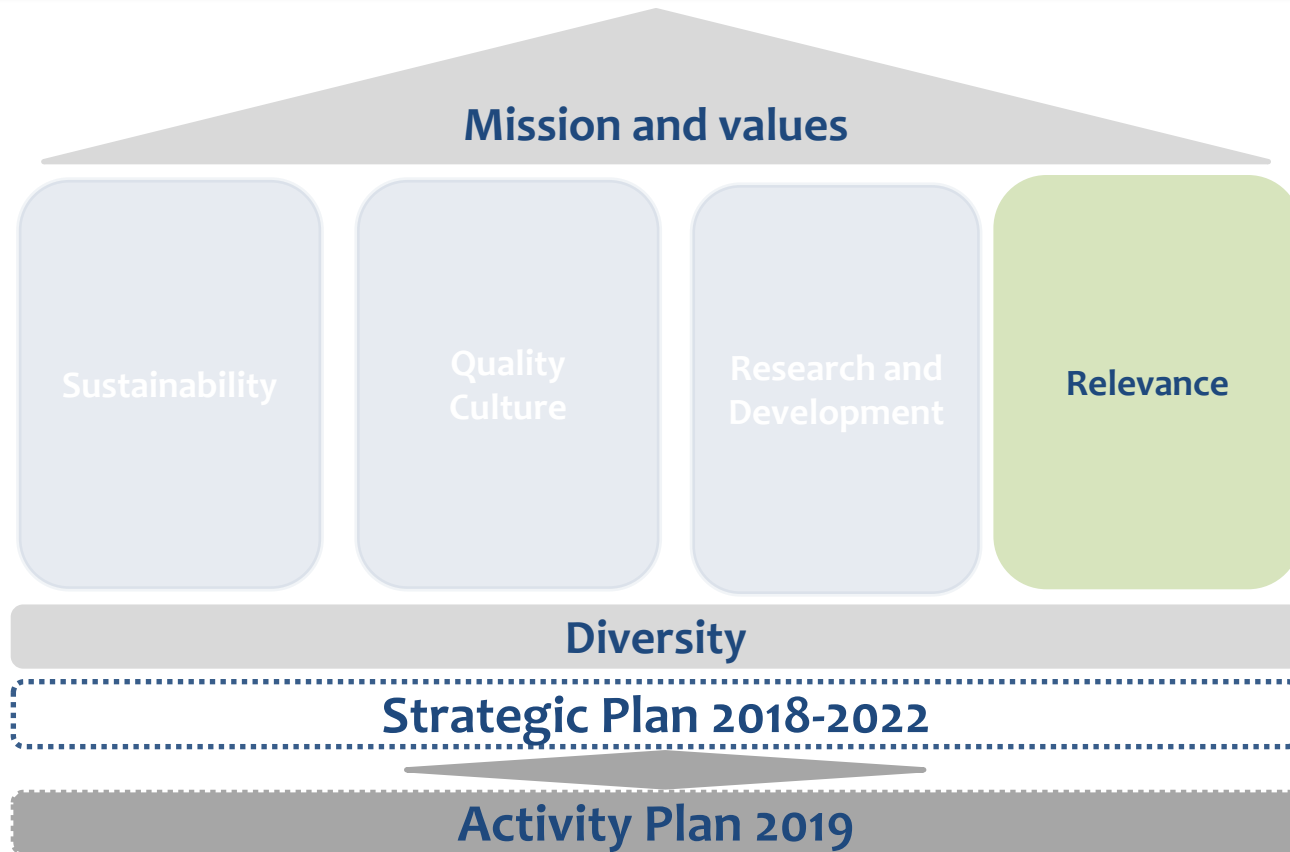 Mission and values
Sustainability
Quality
Culture
Research and
Development
Relevance
Diversity
Strategic Plan 2018-2022
Activity Plan 2019